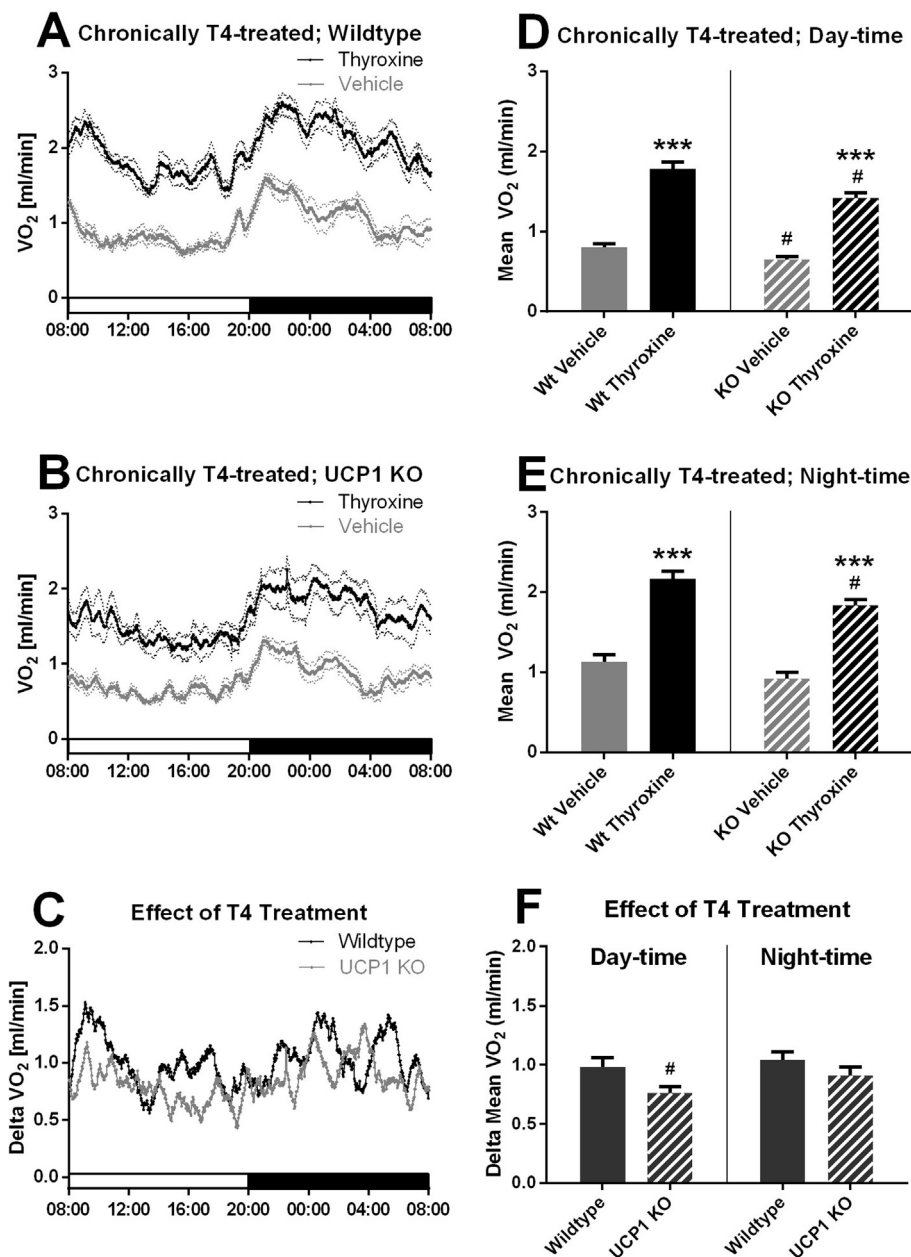 A Chronically T4-treated; Wildtype
Thyroxine
Vehicle
VO2 [ml/min]
3
2
1
0
08:00 12:00 16:00 20:00 00:00 04:00 08:00
B Chronically T4-treated; UCP1 KO
Thyroxine
Vehicle
VO2 [ml/min]
3
2
1
0
08:00 12:00 16:00 20:00 00:00 04:00 08:00
C Effect of T4 Treatment
Wildtype
UCP1 KO
Delta VO2 [ml/min]
2.0
1.5
1.0
0.5
0.0
08:00 12:00 16:00 20:00 00:00 04:00 08:00
D Chronically T4-treated; Day-time
Mean VO2 (ml/min)
3
2
1
0
***
#
***
#
Wt Vehicle
Wt Thyroxine
KO Vehicle
KO Thyroxine
E Chronically T4-treated; Night-time
Mean VO2 (ml/min)
3
2
1
0
***
***
#
Wt Vehicle
Wt Thyroxine
KO Vehicle
KO Thyroxine
F Effect of T4 Treatment
Day-time Night-time
Delta Mean VO2 (ml/min)
2.0
1.5
1.0
0.5
0.0
#
Wildtype
UCP1 KO
Wildtype
UCP1 KO